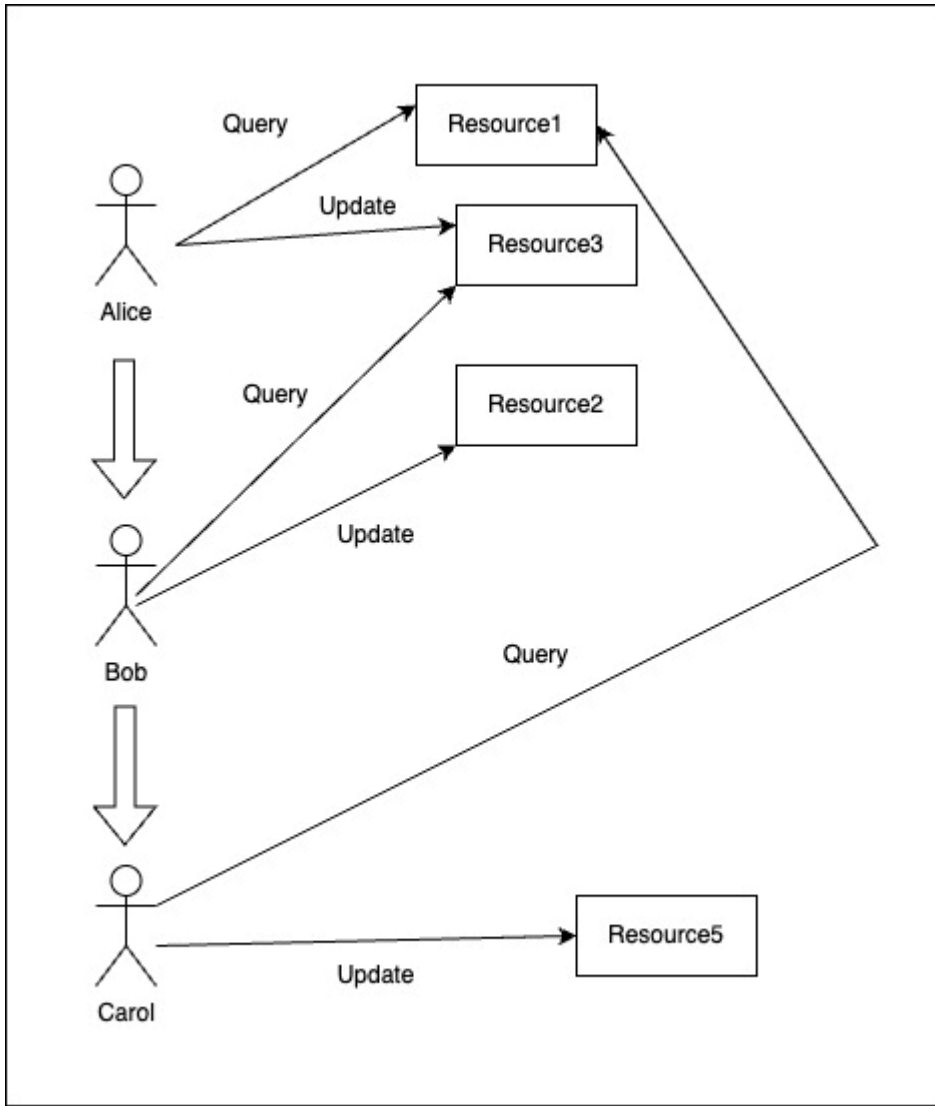 Query
Resource1
Update
Resource3
Alice
Query
Resource2
Update
Bob
Query
Resource5
Update
Carol